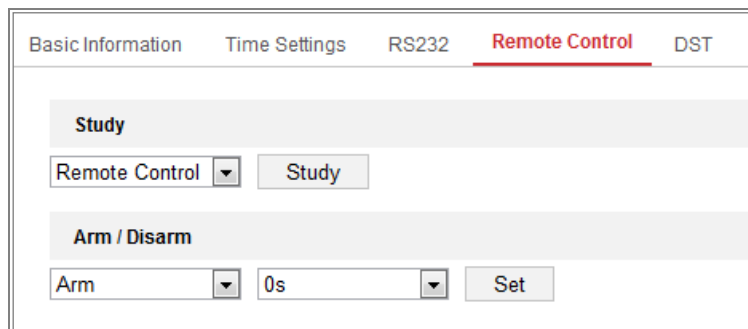 Basic Information Time Settings RS232 Remote Control DST
Study
Remote Control Study
Arm / Disarm
Arm 0s Set